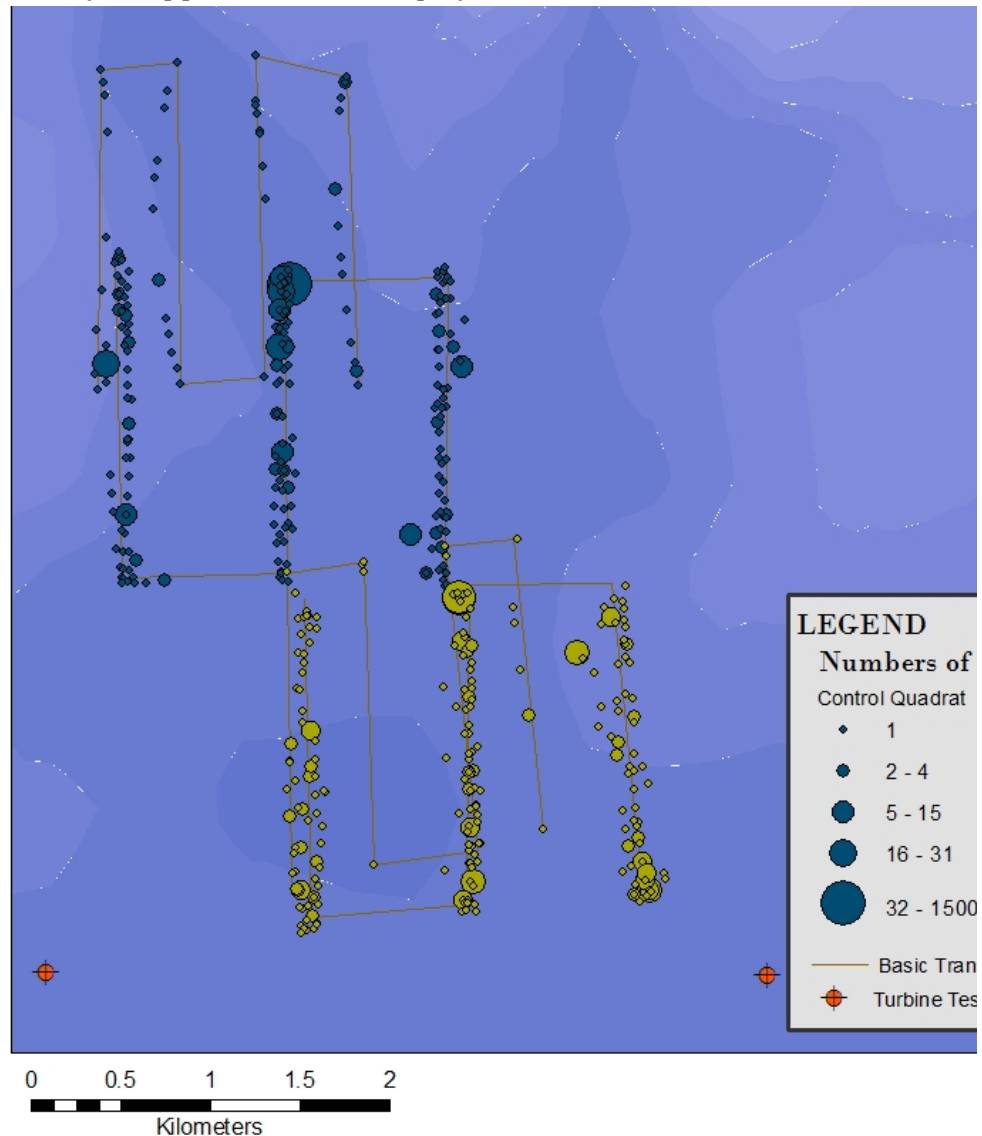 LEGEND
Numbers of
Control Quadrat
1
2 - 4
5 - 15
16 - 31
32 - 1500
Basic Tran
Turbine Tes
0 0.5 1 1.5 2
Kilometers